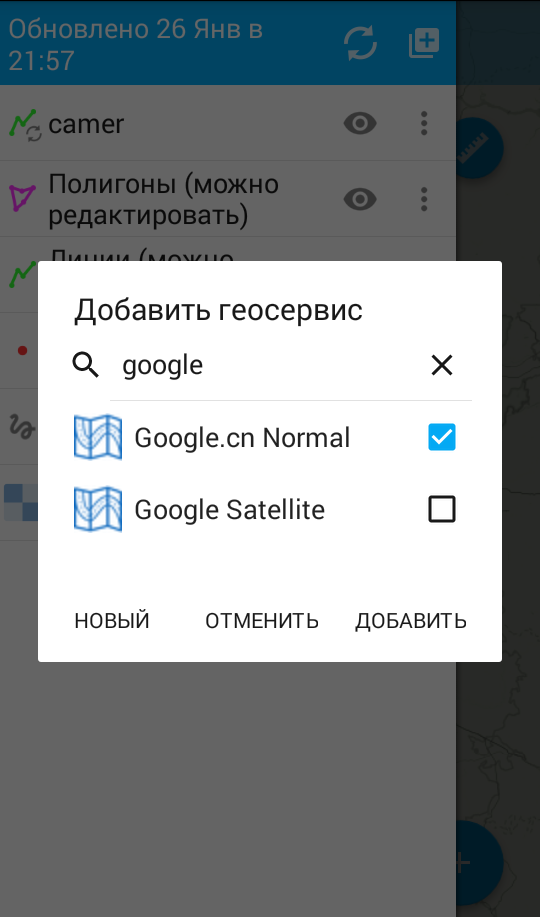 Обновлено 26 Янв в
21:57
camer
Полигоны (можно
редактировать)
Линии (можно
Добавить геосервис
google
Google.cn Normal
Google Satellite
НОВЫЙ
ОТМЕНИТЬ
ДОБАВИТЬ